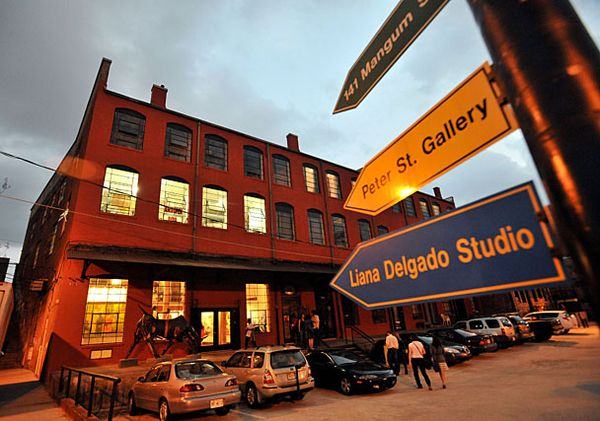 141 Mangum S
Peter St. Gallery
Liana Delgado Studio